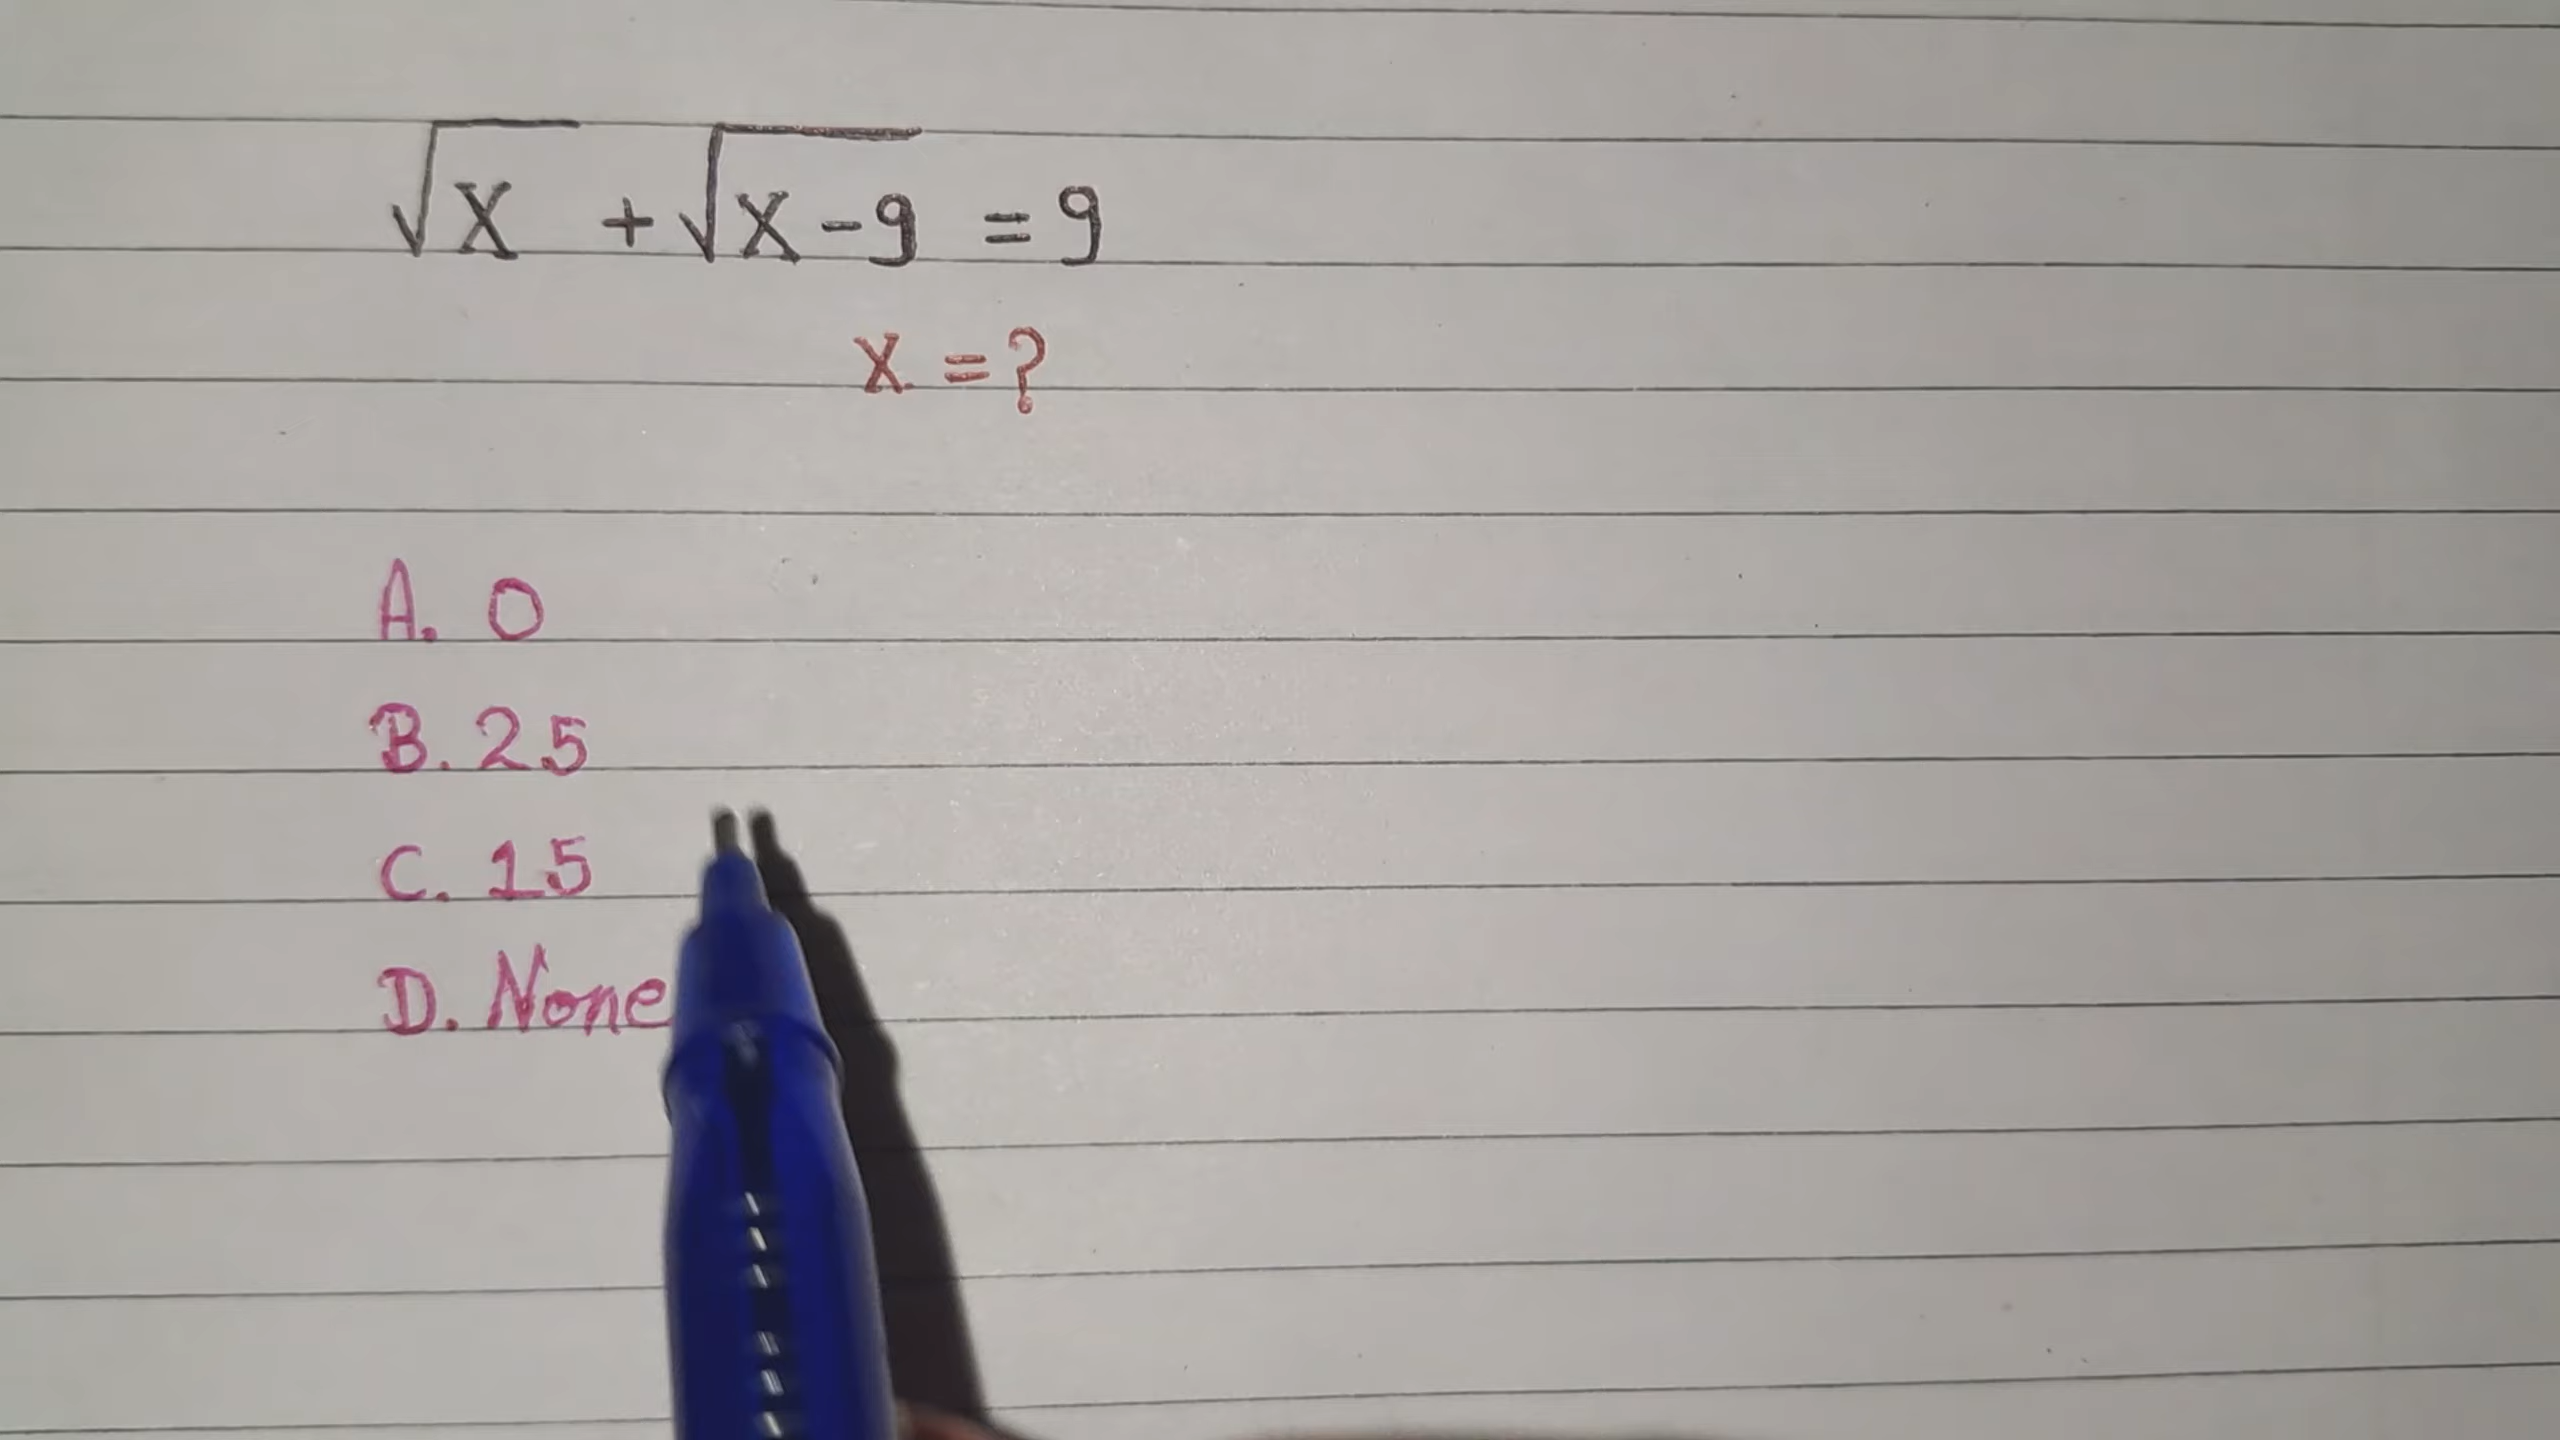 √x + √x-9 = 9
x = ?
A. 0
B. 25
C. 15
D. None